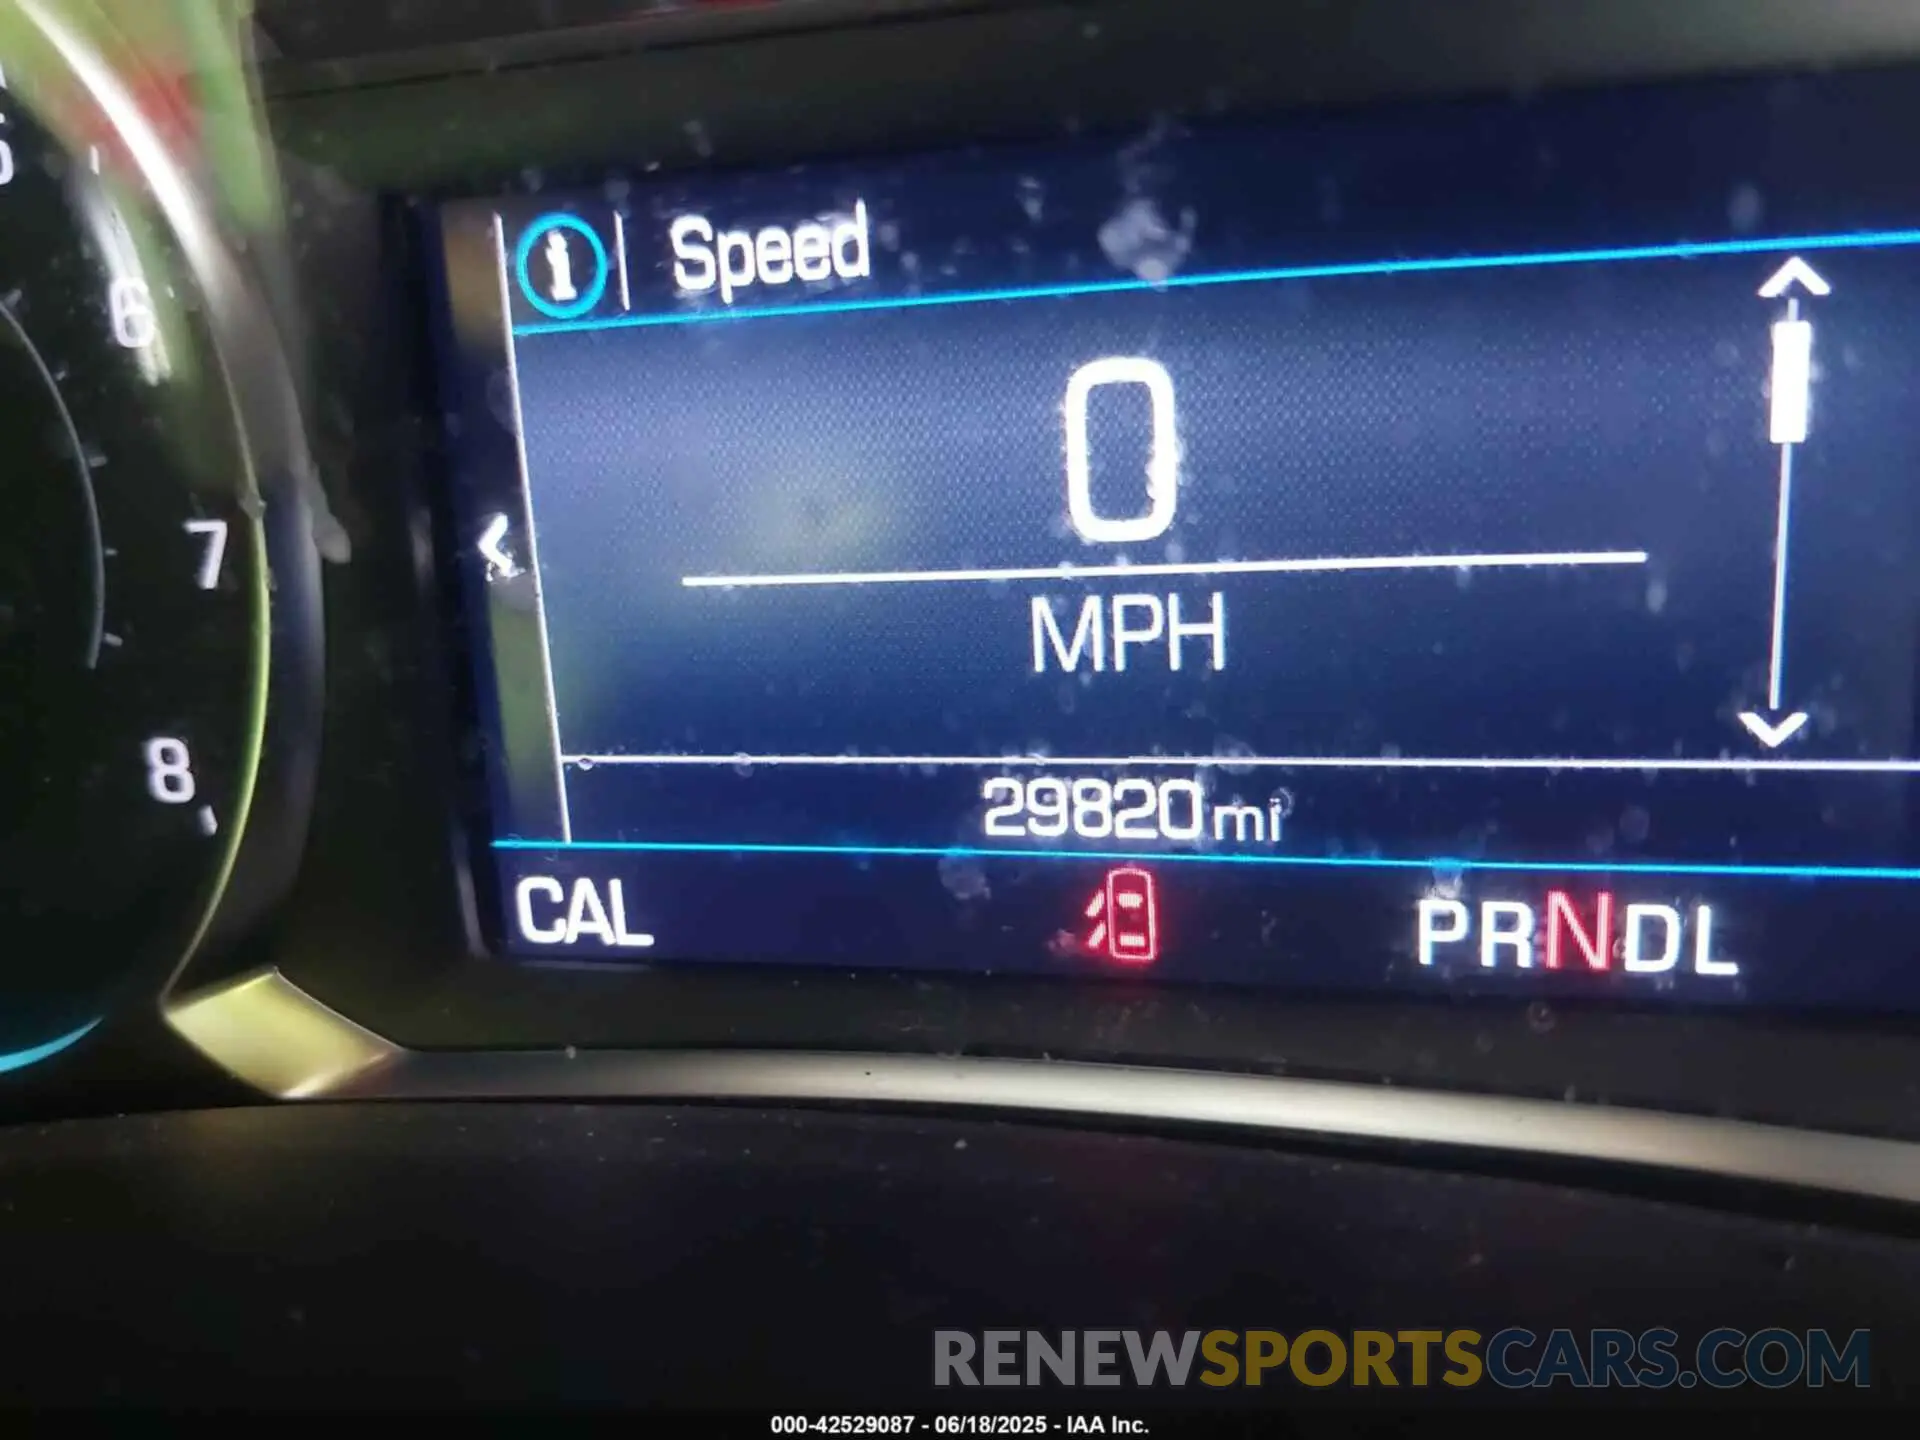 Speed
6
0
7
MPH
8
29820 mi
CAL
PRNDL
RENEWSPORTSCARS.COM
000-42529087 - 06/18/2025 - IAA Inc.